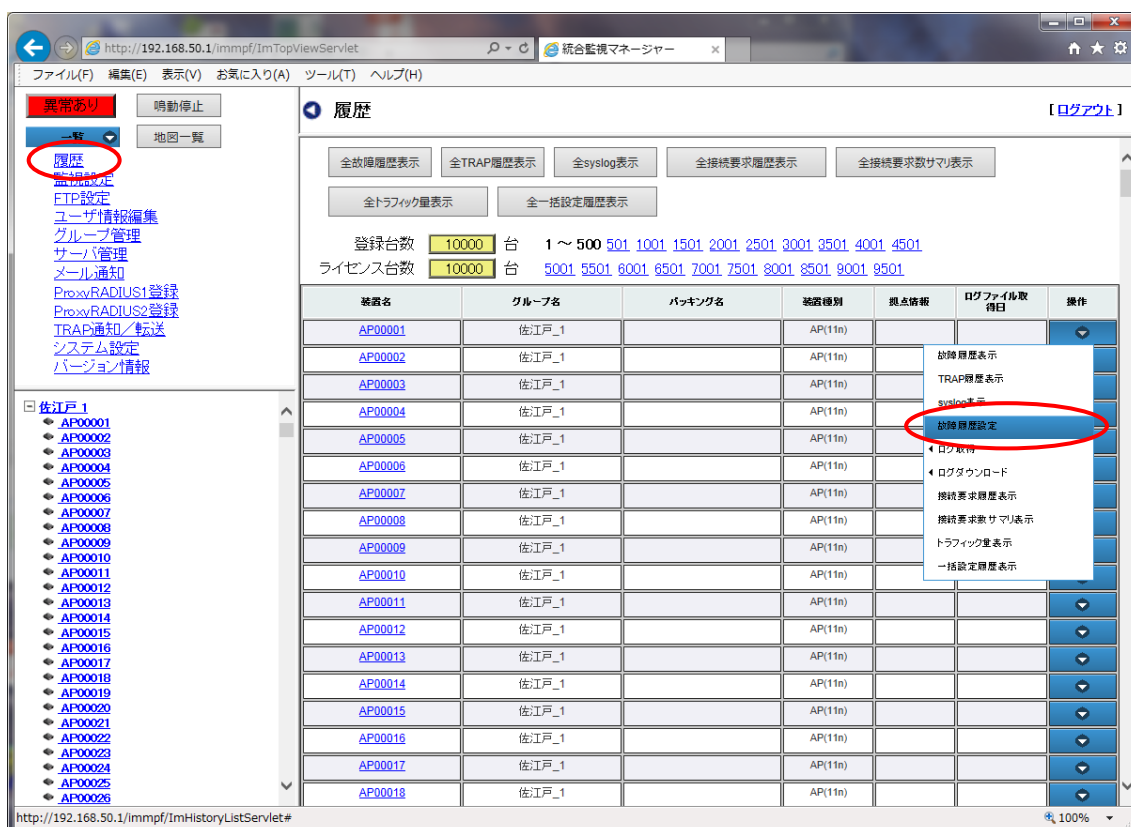 http://192.168.50.1/immpf/ImTopViewServlet
統合監視マネージャー
ファイル(F) 編集(E) 表示(V) お気に入り(A) ツール(T) ヘルプ(H)
異常あり 鳴動停止
一覧 地図一覧
履歴
監視設定
FTP設定
ユーザ情報編集
グループ管理
サーバ管理
メール通知
ProxyRADIUS1登録
ProxyRADIUS2登録
TRAP通知/転送
システム設定
バージョン情報
佐江戸 1
AP00001
AP00002
AP00003
AP00004
AP00005
AP00006
AP00007
AP00008
AP00009
AP00010
AP00011
AP00012
AP00013
AP00014
AP00015
AP00016
AP00017
AP00018
AP00019
AP00020
AP00021
AP00022
AP00023
AP00024
AP00025
AP00026
履歴 [ログアウト]
全故障履歴表示 全TRAP履歴表示 全syslog表示 全接続要求履歴表示 全接続要求数サマリ表示
全トラフィック量表示 全一括設定履歴表示
登録台数 10000 台 1 ～ 500 501 1001 1501 2001 2501 3001 3501 4001 4501
ライセンス台数 10000 台 5001 5501 6001 6501 7001 7501 8001 8501 9001 9501
装置名 グループ名 パッキング名 装置種別 拠点情報 ログファイル取得日 操作
AP00001 佐江戸_1 AP(11n)
AP00002 佐江戸_1 AP(11n)
AP00003 佐江戸_1 AP(11n)
AP00004 佐江戸_1 AP(11n)
AP00005 佐江戸_1 AP(11n)
AP00006 佐江戸_1 AP(11n)
AP00007 佐江戸_1 AP(11n)
AP00008 佐江戸_1 AP(11n)
AP00009 佐江戸_1 AP(11n)
AP00010 佐江戸_1 AP(11n)
AP00011 佐江戸_1 AP(11n)
AP00012 佐江戸_1 AP(11n)
AP00013 佐江戸_1 AP(11n)
AP00014 佐江戸_1 AP(11n)
AP00015 佐江戸_1 AP(11n)
AP00016 佐江戸_1 AP(11n)
AP00017 佐江戸_1 AP(11n)
AP00018 佐江戸_1 AP(11n)
故障履歴表示
TRAP履歴表示
syslog表示
故障履歴設定
ログ取得
ログダウンロード
接続要求履歴表示
接続要求数サマリ表示
トラフィック量表示
一括設定履歴表示
http://192.168.50.1/immpf/ImHistoryListServlet# 100%